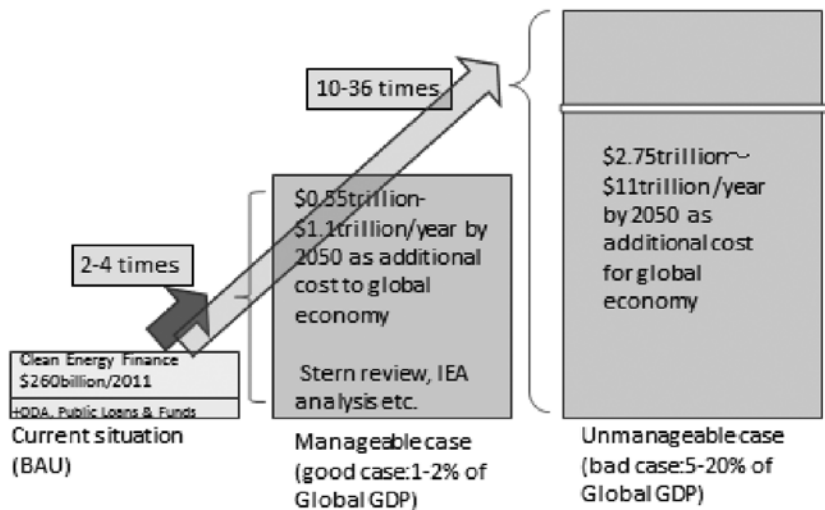 10-36 times
2-4 times
Clean Energy Finance
$260billion/2011
+ODA, Public Loans & Funds
Current situation
(BAU)
$0.55trillion-
$1.1trillion/year by
2050 as additional
cost to global
economy
Stern review, IEA
analysis etc.
Manageable case
(good case:1-2% of
Global GDP)
$2.75trillion~
$11trillion/year
by 2050 as
additional cost
for global
economy
Unmanageable case
(bad case:5-20% of
Global GDP)